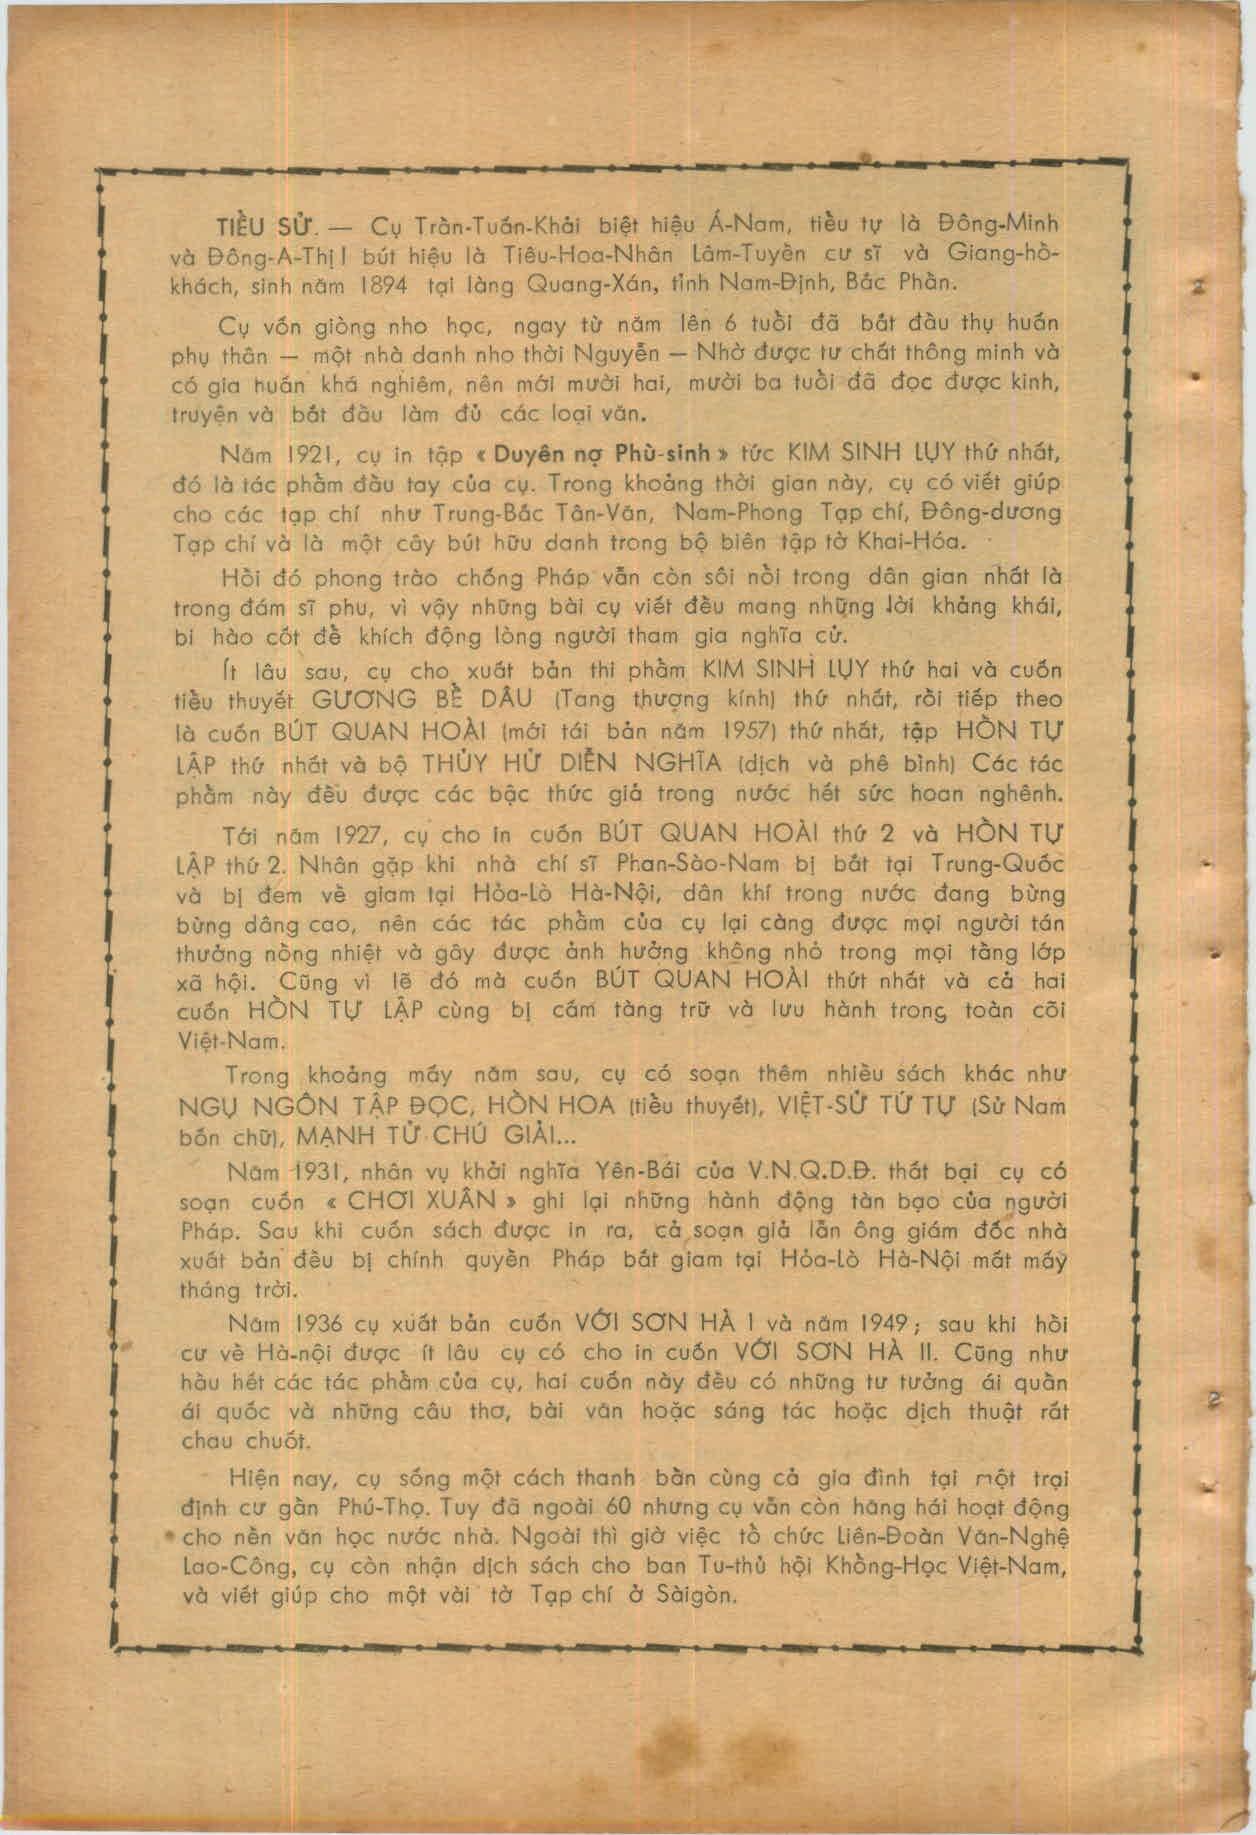 TIỂU SỬ. — Cụ Trần-Tuấn-Khải biệt hiệu Á-Nam, tiểu tự là Đông-Minh
và Đông-A-Thị! bút hiệu là Tiêu-Hoa-Nhân Lâm-Tuyền cư sĩ và Giang-hồ-
khách, sinh năm 1894 tại làng Quang-Xán, tỉnh Nam-Định, Bắc Phần.
Cụ vốn giòng nho học, ngay từ năm lên 6 tuổi đã bắt đầu thụ huấn
phụ thân — một nhà danh nho thời Nguyễn — Nhờ được tư chất thông minh và
có gia huấn khá nghiêm, nên mới mười hai, mười ba tuổi đã đọc được kinh,
truyện và bắt đầu làm đủ các loại văn.
Năm 1921, cụ in tập « Duyên nợ Phù-sinh » tức KIM SINH LỤY thứ nhất,
đó là tác phẩm đầu tay của cụ. Trong khoảng thời gian này, cụ có viết giúp
cho các tạp chí như Trung-Bắc Tân-Văn, Nam-Phong Tạp chí, Đông-dương
Tạp chí và là một cây bút hữu danh trong bộ biên tập tờ Khai-Hóa.
Hồi đó phong trào chống Pháp vẫn còn sôi nổi trong dân gian nhất là
trong đám sĩ phu, vì vậy những bài cụ viết đều mang những lời khảng khái,
bi hào cốt để khích động lòng người tham gia nghĩa cử.
Ít lâu sau, cụ cho xuất bản thi phẩm KIM SINH LỤY thứ hai và cuốn
tiểu thuyết GƯƠNG BỂ DÂU (Tang thượng kính) thứ nhất, rồi tiếp theo
là cuốn BÚT QUAN HOÀI (mới tái bản năm 1957) thứ nhất, tập HỒN TỰ
LẬP thứ nhất và bộ THỦY HỬ DIỄN NGHĨA (dịch và phê bình) Các tác
phẩm này đều được các bậc thức giả trong nước hết sức hoan nghênh.
Tới năm 1927, cụ cho in cuốn BÚT QUAN HOÀI thứ 2 và HỒN TỰ
LẬP thứ 2. Nhân gặp khi nhà chí sĩ Phan-Sào-Nam bị bắt tại Trung-Quốc
và bị đem về giam tại Hỏa-Lò Hà-Nội, dân khí trong nước đang bừng
bừng dâng cao, nên các tác phẩm của cụ lại càng được mọi người tán
thưởng nồng nhiệt và gây được ảnh hưởng không nhỏ trong mọi tầng lớp
xã hội. Cũng vì lẽ đó mà cuốn BÚT QUAN HOÀI thứt nhất và cả hai
cuốn HỒN TỰ LẬP cùng bị cấm tàng trữ và lưu hành trong toàn cõi
Việt-Nam.
Trong khoảng mấy năm sau, cụ có soạn thêm nhiều sách khác như
NGỤ NGÔN TẬP ĐỌC, HỒN HOA (tiểu thuyết), VIỆT-SỬ TỨ TỰ (Sử Nam
bốn chữ), MẠNH TỬ CHÚ GIẢI...
Năm 1931, nhân vụ khởi nghĩa Yên-Bái của V.N.Q.D.Đ. thất bại cụ có
soạn cuốn « CHƠI XUÂN » ghi lại những hành động tàn bạo của người
Pháp. Sau khi cuốn sách được in ra, cả soạn giả lẫn ông giám đốc nhà
xuất bản đều bị chính quyền Pháp bắt giam tại Hỏa-Lò Hà-Nội mất mấy
tháng trời.
Năm 1936 cụ xuất bản cuốn VỚI SƠN HÀ I và năm 1949 ; sau khi hồi
cư về Hà-nội được ít lâu cụ có cho in cuốn VỚI SƠN HÀ II. Cũng như
hầu hết các tác phẩm của cụ, hai cuốn này đều có những tư tưởng ái quần
ái quốc và những câu thơ, bài văn hoặc sáng tác hoặc dịch thuật rất
chau chuốt.
Hiện nay, cụ sống một cách thanh bần cùng cả gia đình tại một trại
định cư gần Phú-Thọ. Tuy đã ngoài 60 nhưng cụ vẫn còn hăng hái hoạt động
cho nền văn học nước nhà. Ngoài thì giờ việc tổ chức Liên-Đoàn Văn-Nghệ
Lao-Công, cụ còn nhận dịch sách cho ban Tu-thủ hội Khổng-Học Việt-Nam,
và viết giúp cho một vài tờ Tạp chí ở Sàigòn.